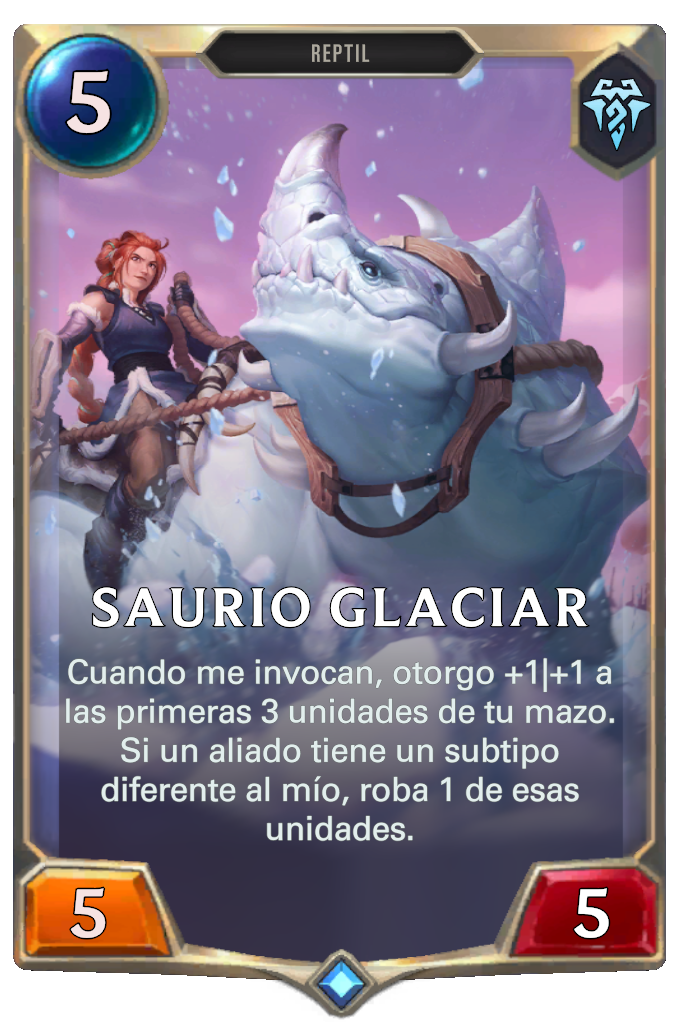 REPTIL
5
SAURIO GLACIAR
Cuando me invocan, otorgo +1|+1 a
las primeras 3 unidades de tu mazo.
Si un aliado tiene un subtipo
diferente al mío, roba 1 de esas
unidades.
5
5